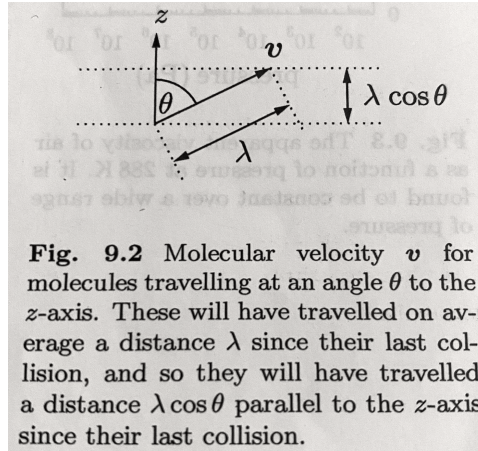 z
v
θ
λ cos θ
λ
Fig. 9.2 Molecular velocity v for
molecules travelling at an angle θ to the
z-axis. These will have travelled on av-
erage a distance λ since their last col-
lision, and so they will have travelled
a distance λ cos θ parallel to the z-axis
since their last collision.